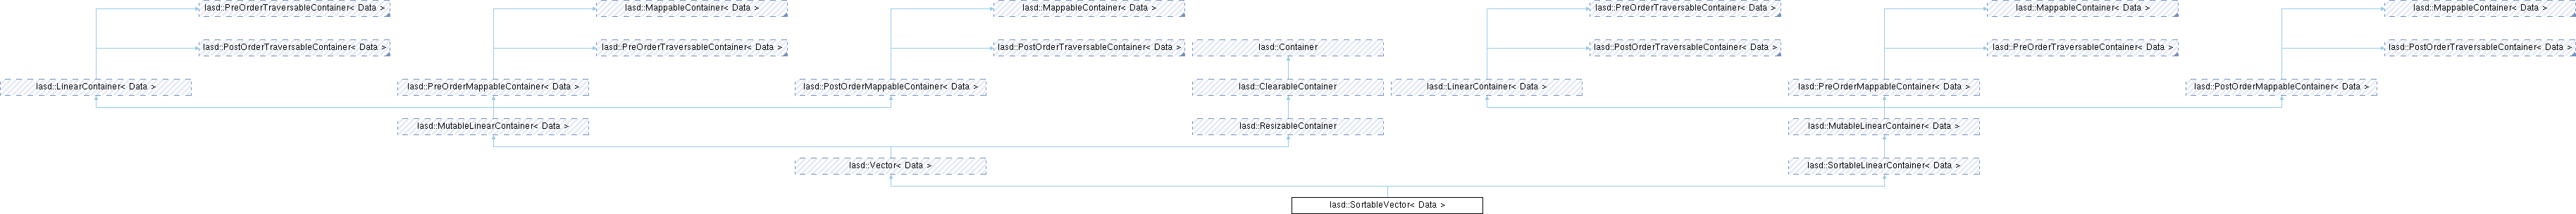 lasd::PreOrderTraversableContainer< Data >
lasd::MappableContainer< Data >
lasd::MappableContainer< Data >
lasd::PreOrderTraversableContainer< Data >
lasd::MappableContainer< Data >
lasd::MappableContainer< Data >
lasd::PostOrderTraversableContainer< Data >
lasd::PreOrderTraversableContainer< Data >
lasd::PostOrderTraversableContainer< Data >
lasd::Container
lasd::PostOrderTraversableContainer< Data >
lasd::PreOrderTraversableContainer< Data >
lasd::PostOrderTraversableContainer< Data >
lasd::LinearContainer< Data >
lasd::PreOrderMappableContainer< Data >
lasd::PostOrderMappableContainer< Data >
lasd::ClearableContainer
lasd::LinearContainer< Data >
lasd::PreOrderMappableContainer< Data >
lasd::PostOrderMappableContainer< Data >
lasd::MutableLinearContainer< Data >
lasd::ResizableContainer
lasd::MutableLinearContainer< Data >
lasd::Vector< Data >
lasd::SortableLinearContainer< Data >
lasd::SortableVector< Data >